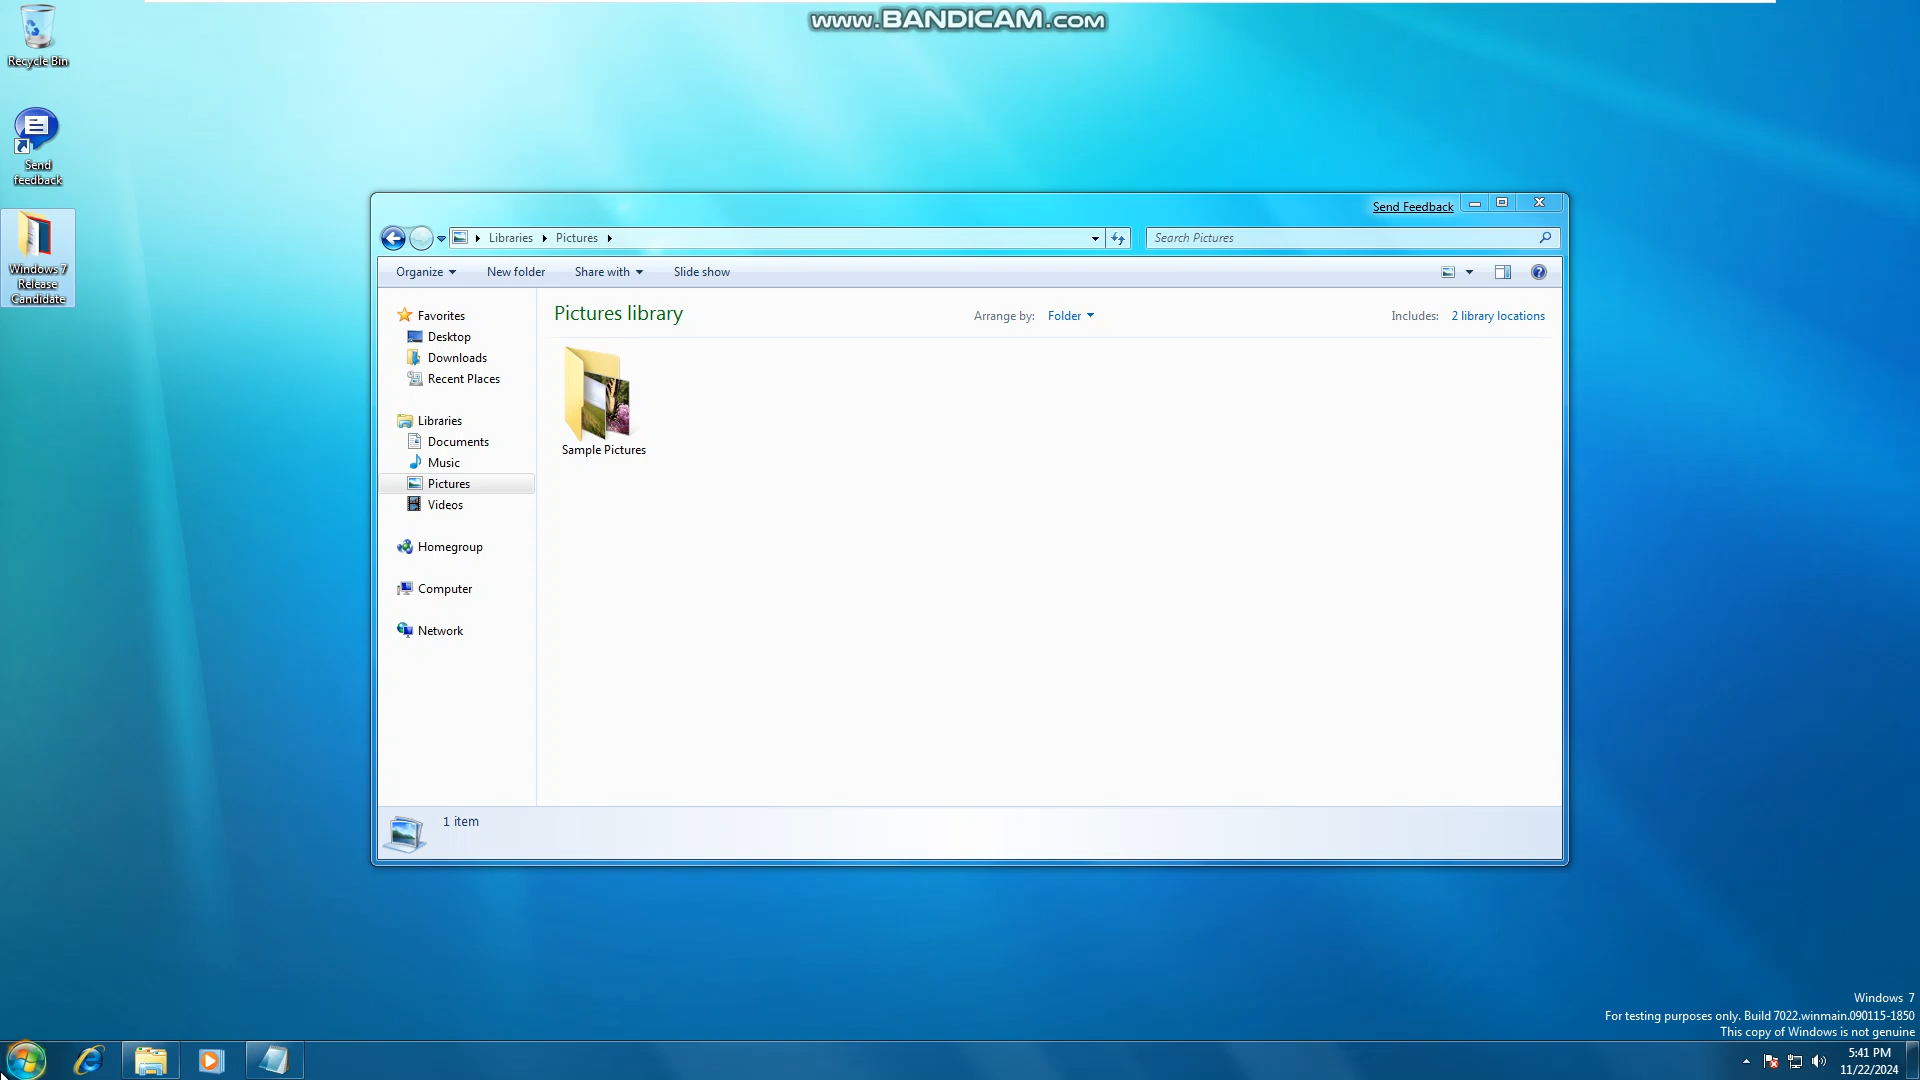 www.BANDICAM.com
Recycle Bin
Send
feedback
Windows 7
Release
Candidate
Send Feedback
Libraries
Pictures
Search Pictures
Organize
New folder
Share with
Slide show
Favorites
Desktop
Downloads
Recent Places
Libraries
Documents
Music
Pictures
Videos
Homegroup
Computer
Network
Pictures library
Arrange by: Folder
Includes: 2 library locations
Sample Pictures
1 item
Windows 7
For testing purposes only. Build 7022.winmain.090115-1850
This copy of Windows is not genuine
5:41 PM
11/22/2024